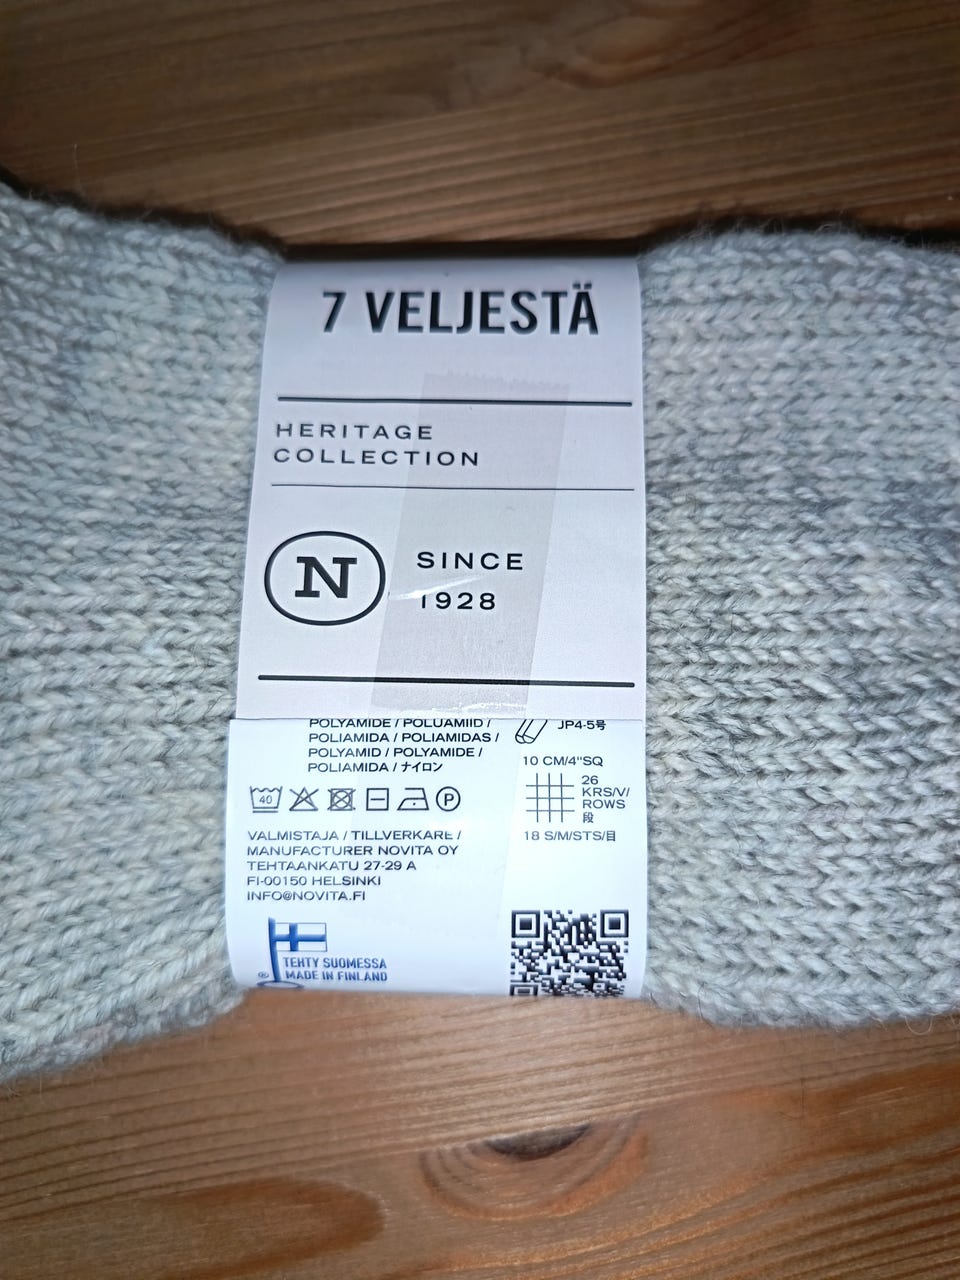 7 VELJESTÄ
HERITAGE
COLLECTION
N
SINCE
1928
POLYAMIDE / POLUAMIID /
POLIAMIDA / POLIAMIDAS /
POLYAMID / POLYAMIDE /
POLIAMIDA / ナイロン
40
P
VALMISTAJA / TILLVERKARE /
MANUFACTURER NOVITA OY
TEHTAANKATU 27-29 A
FI-00150 HELSINKI
INFO@NOVITA.FI
®
TEHTY SUOMESSA
MADE IN FINLAND
JP4-5号
10 CM/4"SQ
26
KRS/V/
ROWS
段
18 S/M/STS/目